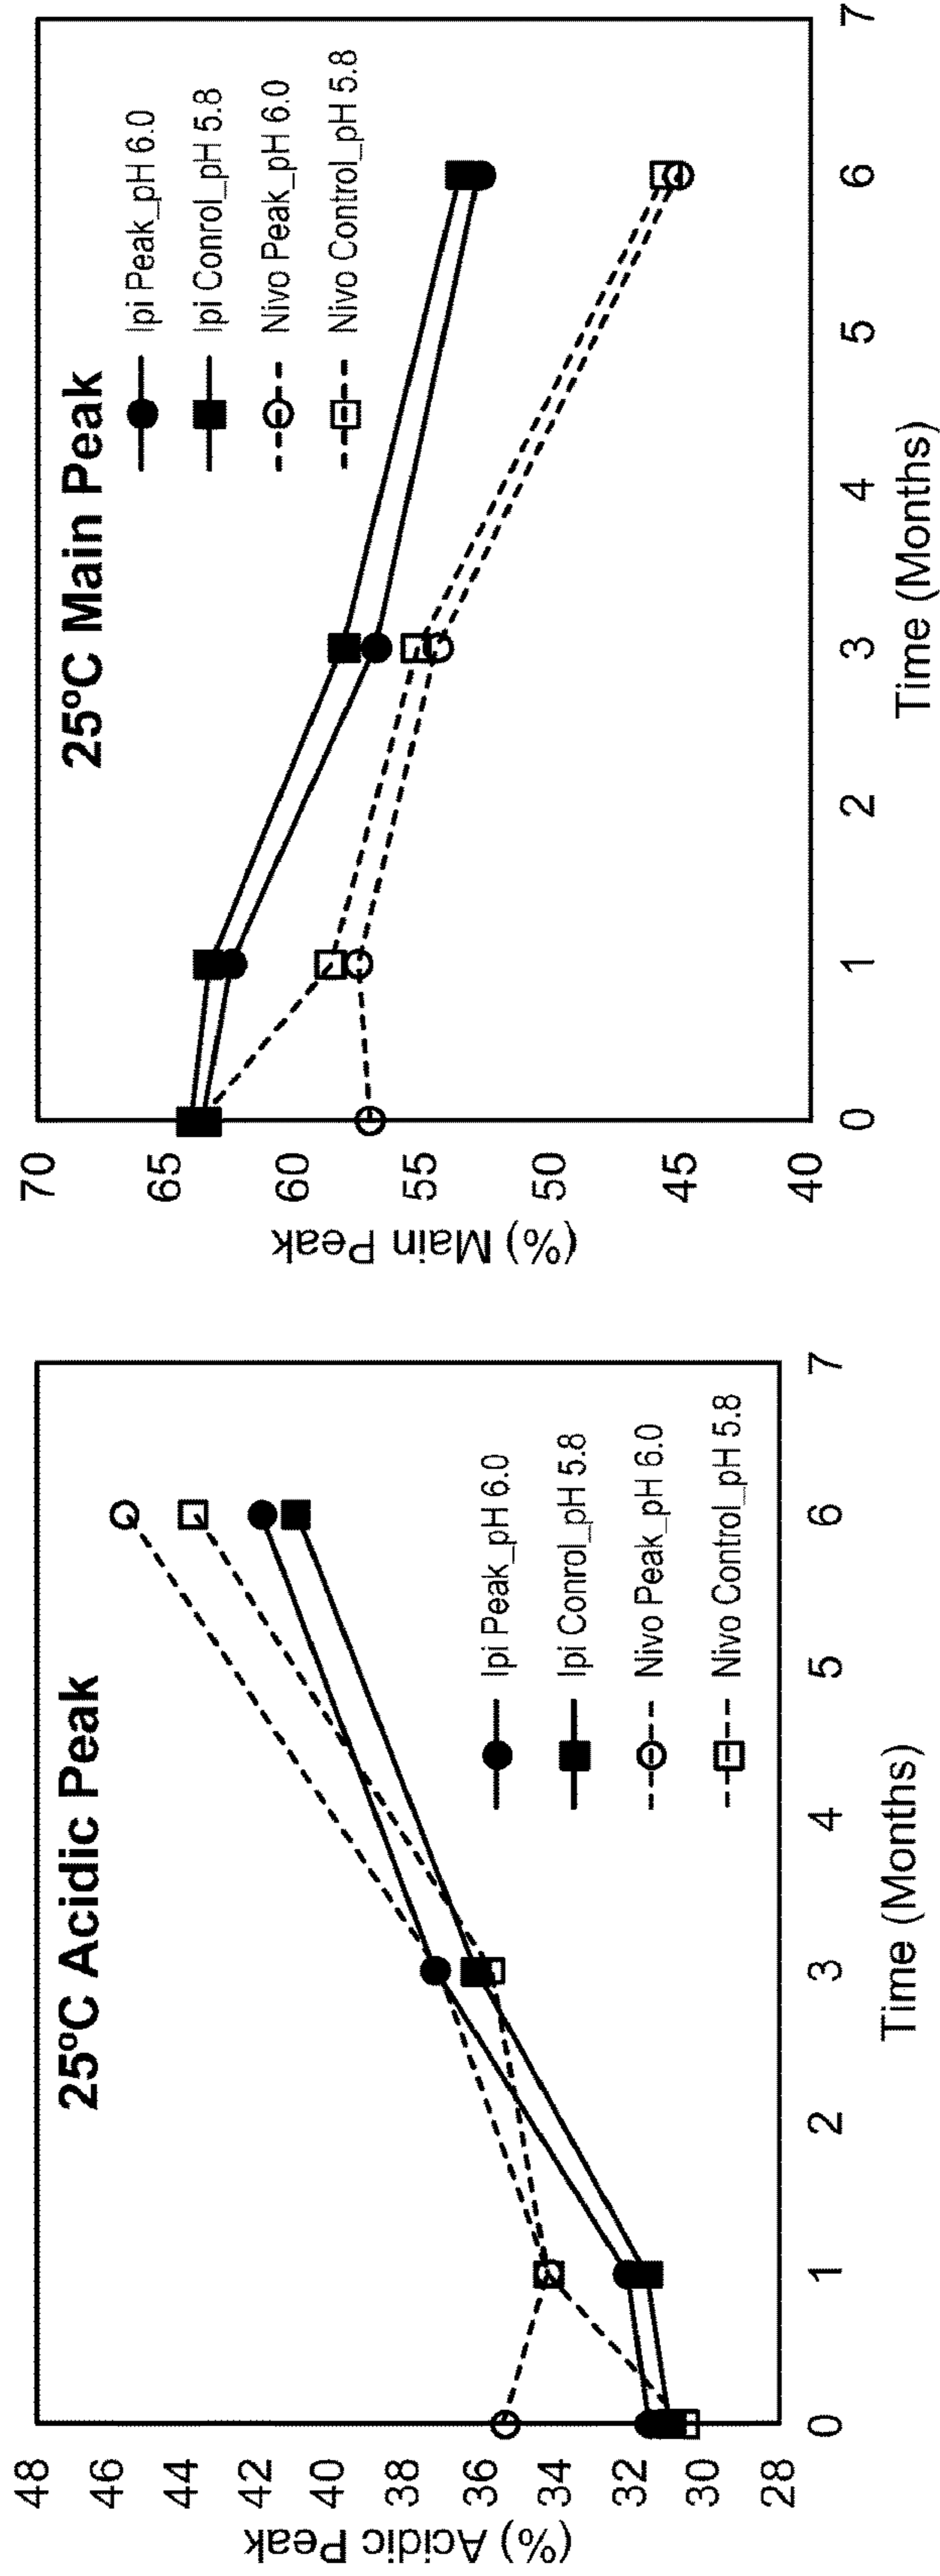 25ºC Acidic Peak
(%) Acidic Peak
48
46
44
42
40
38
36
34
32
30
28
Ipi Peak_pH 6.0
Ipi Conrol_pH 5.8
Nivo Peak_pH 6.0
Nivo Control_pH 5.8
0 1 2 3 4 5 6 7
Time (Months)
25ºC Main Peak
(%) Main Peak
70
65
60
55
50
45
40
Ipi Peak_pH 6.0
Ipi Conrol_pH 5.8
Nivo Peak_pH 6.0
Nivo Control_pH 5.8
0 1 2 3 4 5 6 7
Time (Months)